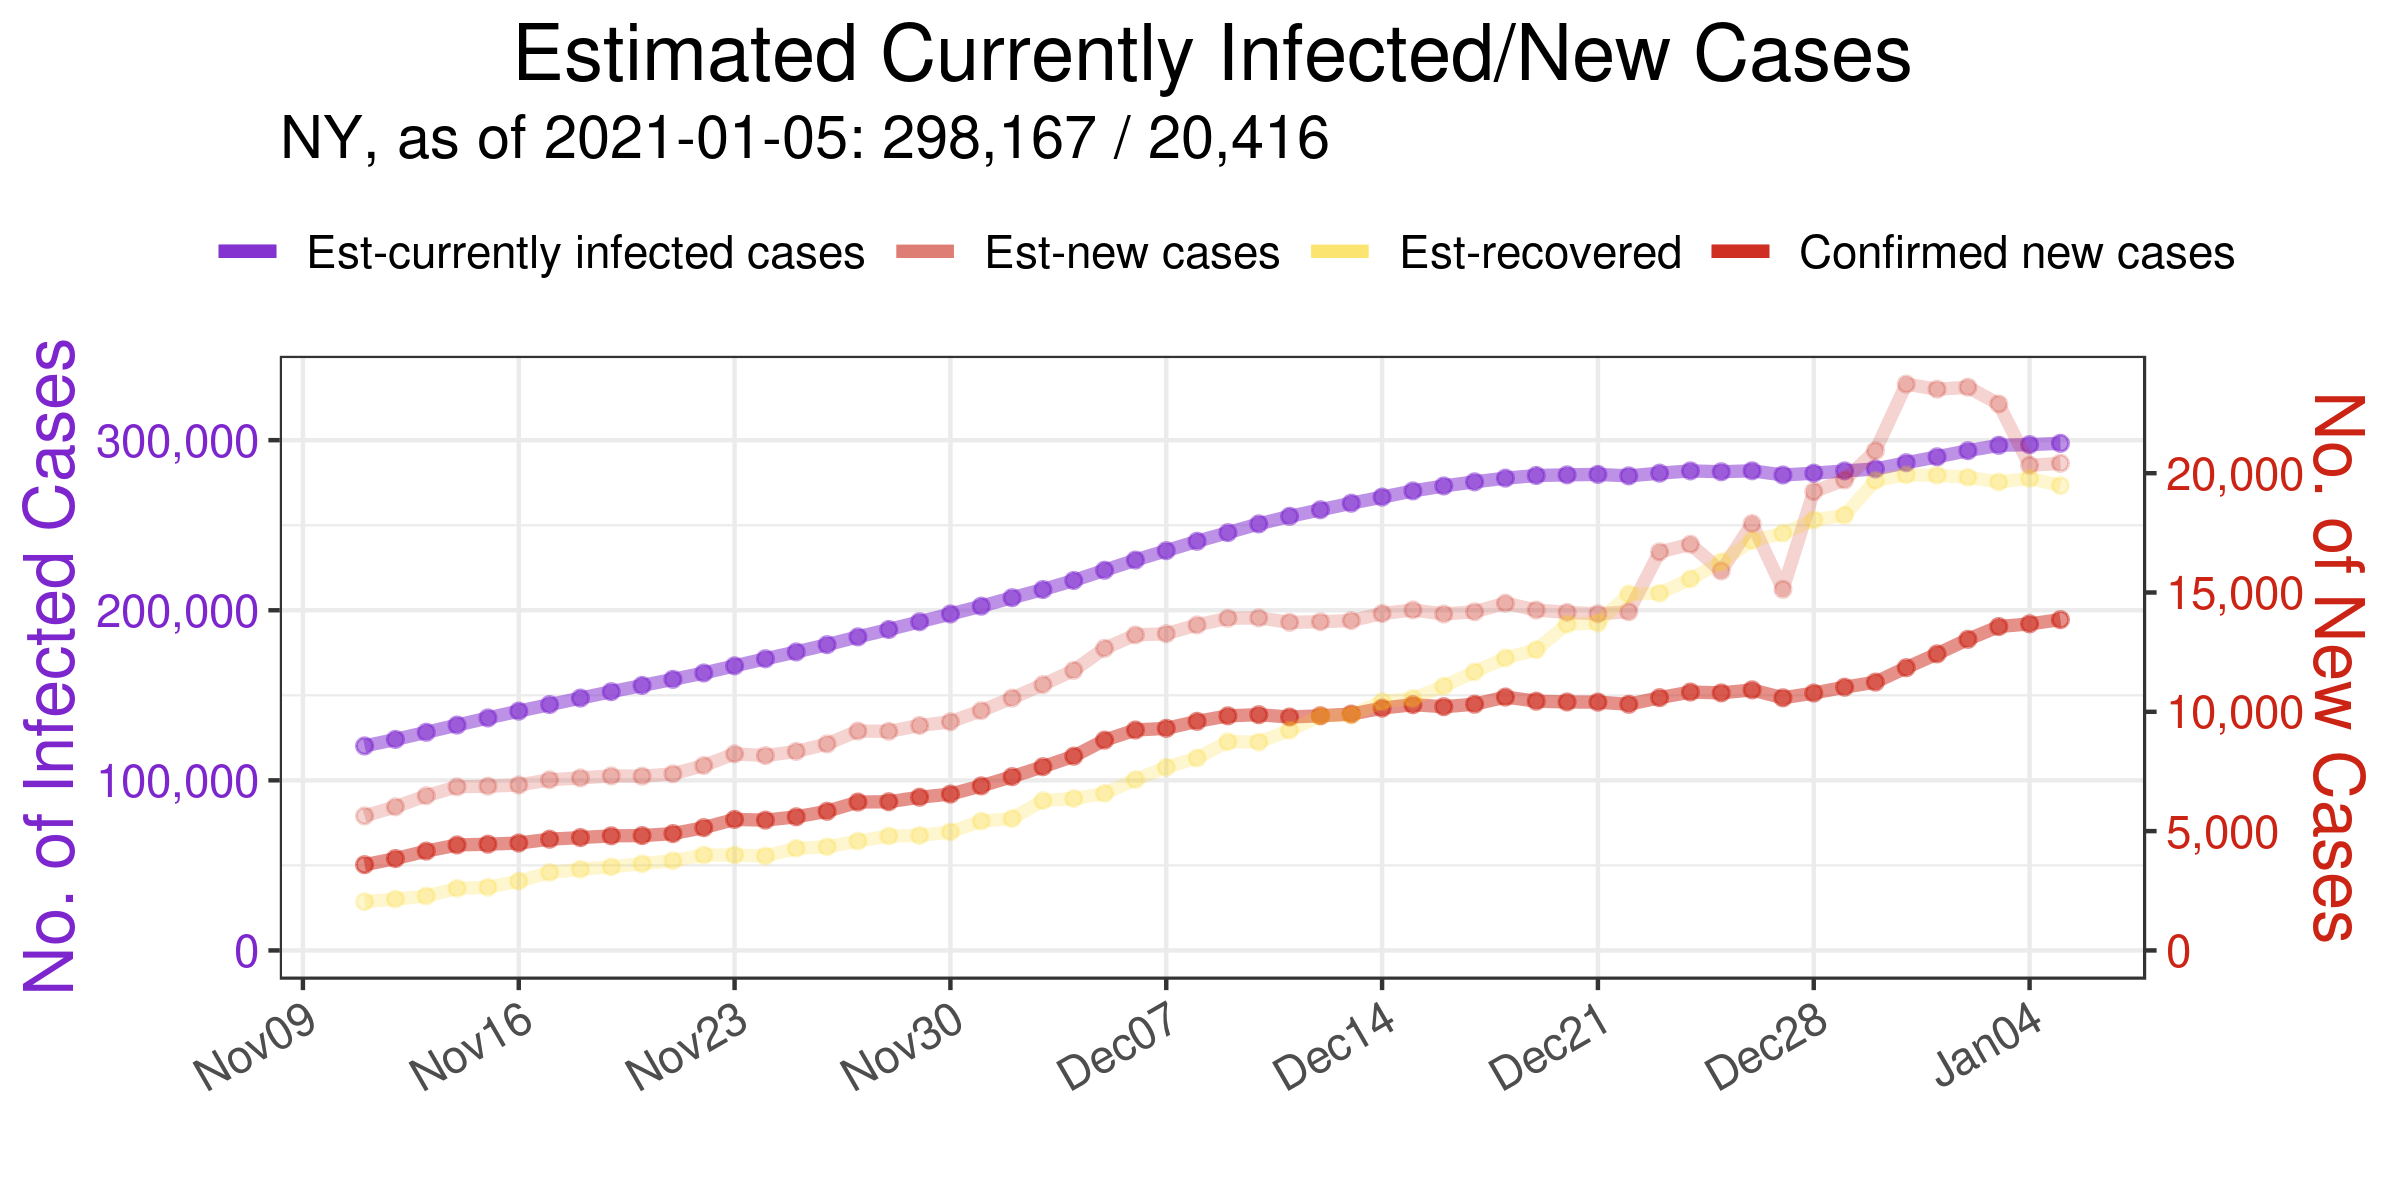 Estimated Currently Infected/New Cases
NY, as of 2021-01-05: 298,167 / 20,416
Est-currently infected cases Est-new cases Est-recovered Confirmed new cases
No. of Infected Cases
300,000
200,000
100,000
0
20,000
15,000
10,000
5,000
0
No. of New Cases
Nov09 Nov16 Nov23 Nov30 Dec07 Dec14 Dec21 Dec28 Jan04